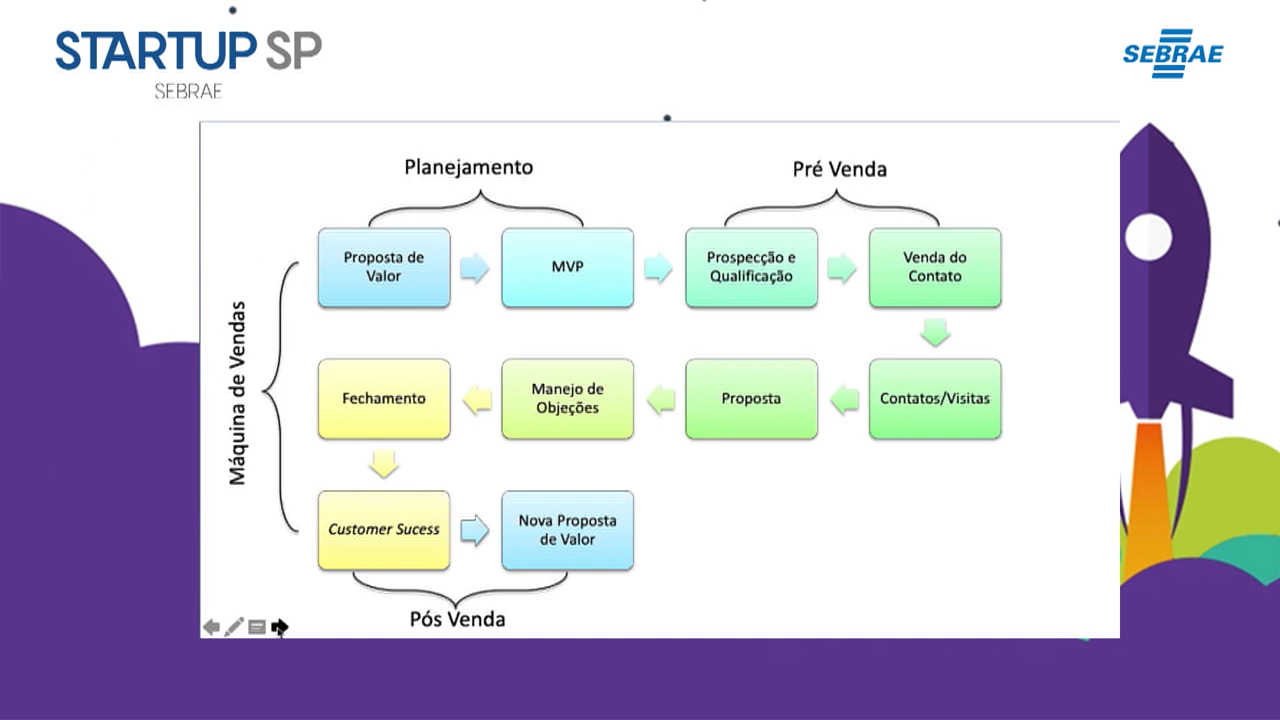 STARTUP SP
SEBRAE
SEBRAE
Planejamento
Pré Venda
Máquina de Vendas
Proposta de
Valor
MVP
Prospecção e
Qualificação
Venda do
Contato
Fechamento
Manejo de
Objeções
Proposta
Contatos/Visitas
Customer Sucess
Nova Proposta
de Valor
Pós Venda